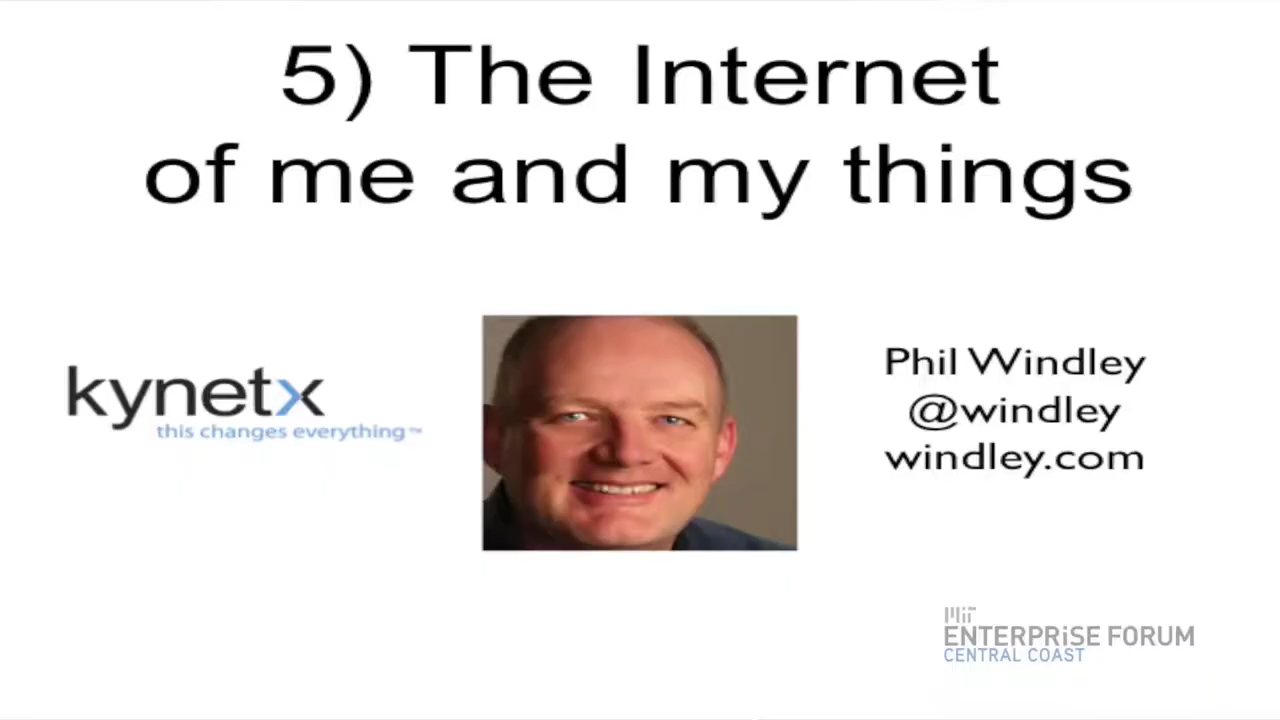 5) The Internet
of me and my things
kynetx
this changes everything™
Phil Windley
@windley
windley.com
MiT
ENTERPRiSE FORUM
CENTRAL COAST